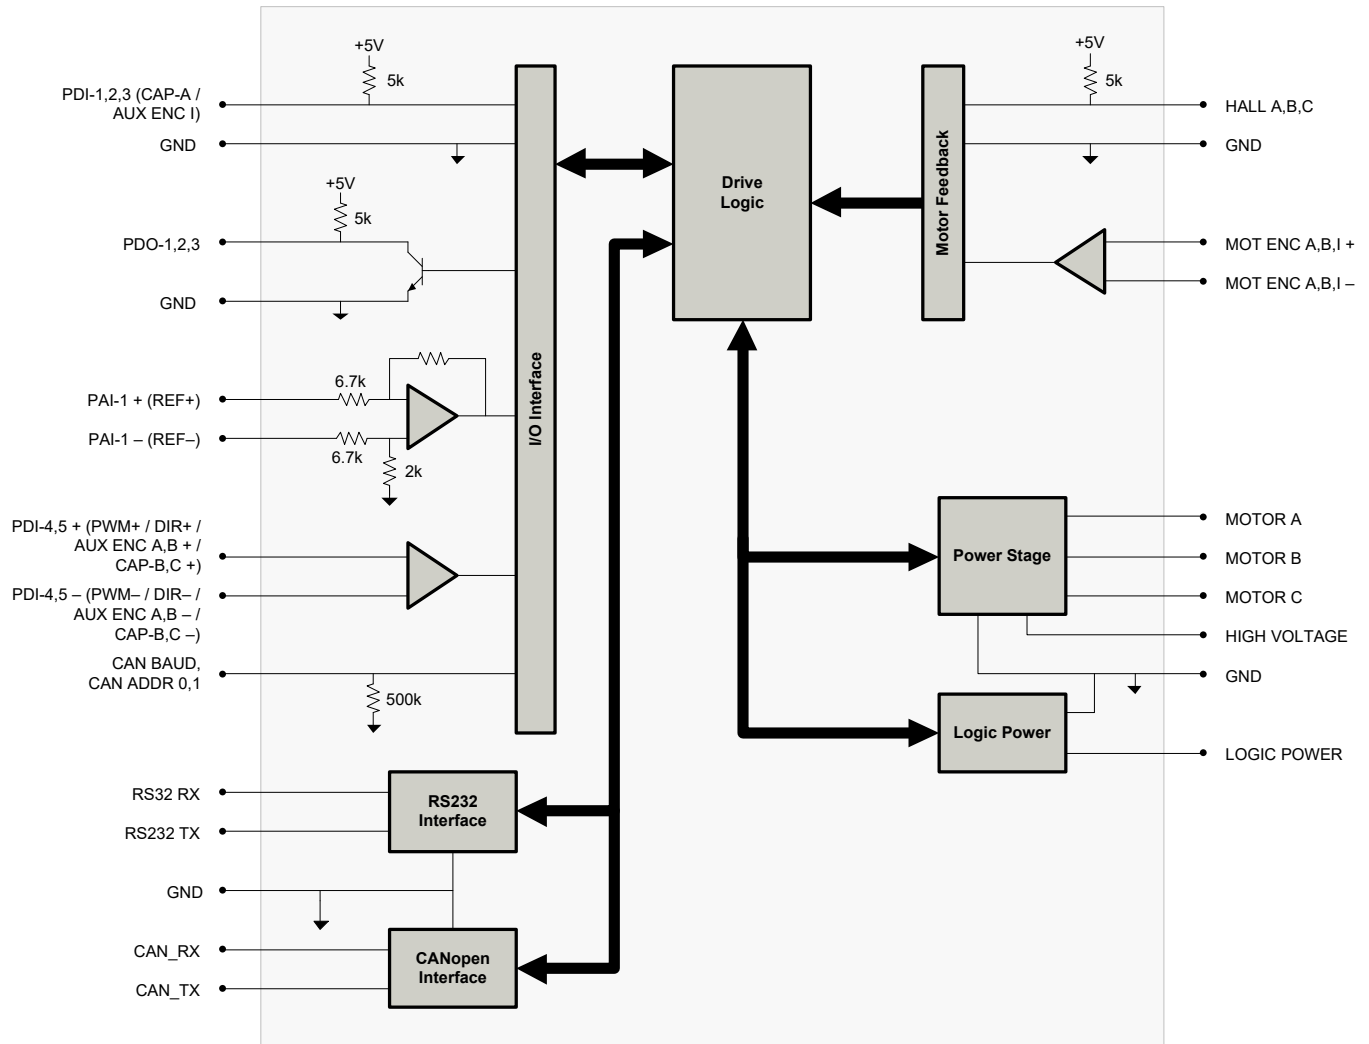 +5V
5k
PDI-1,2,3 (CAP-A /
AUX ENC I)
GND
+5V
5k
PDO-1,2,3
GND
6.7k
PAI-1 + (REF+)
PAI-1 – (REF–)
6.7k
2k
PDI-4,5 + (PWM+ / DIR+ /
AUX ENC A,B + /
CAP-B,C +)
PDI-4,5 – (PWM– / DIR– /
AUX ENC A,B – /
CAP-B,C –)
CAN BAUD,
CAN ADDR 0,1
500k
I/O Interface
RS32 RX
RS232 TX
RS232
Interface
GND
CAN_RX
CAN_TX
CANopen
Interface
Drive
Logic
Motor Feedback
+5V
5k
HALL A,B,C
GND
MOT ENC A,B,I +
MOT ENC A,B,I –
Power Stage
MOTOR A
MOTOR B
MOTOR C
HIGH VOLTAGE
GND
Logic Power
LOGIC POWER